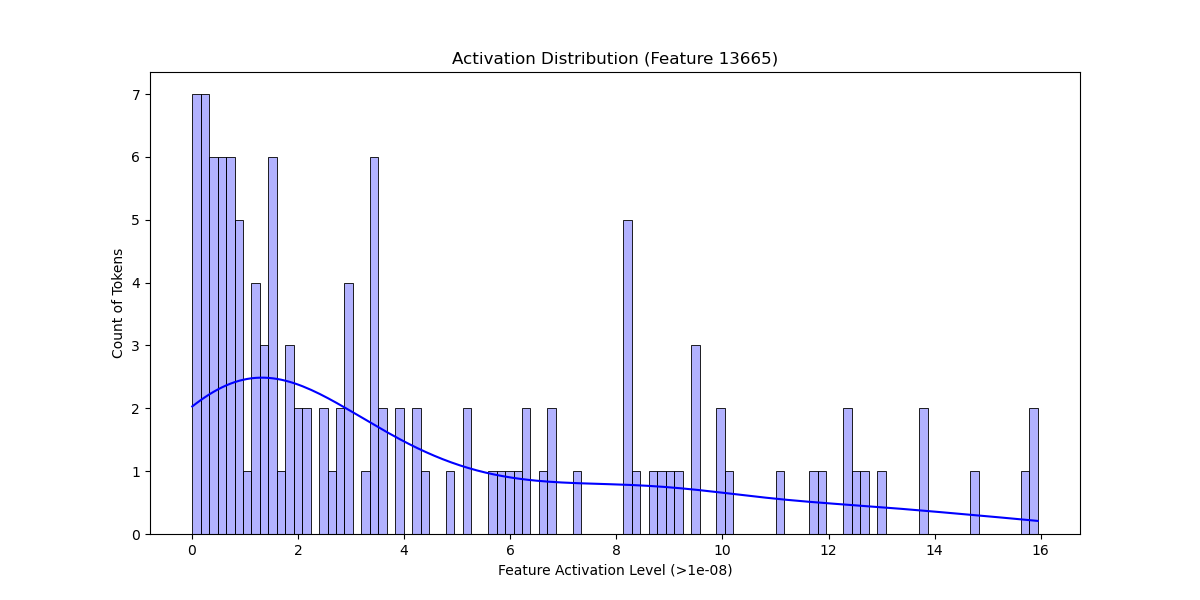 Activation Distribution (Feature 13665)
Count of Tokens
7
6
5
4
3
2
1
0
0 2 4 6 8 10 12 14 16
Feature Activation Level (>1e-08)